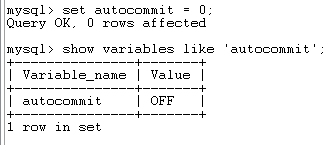 mysql> set autocommit = 0;
Query OK, 0 rows affected
mysql> show variables like 'autocommit';
+---------------+-------+
| Variable_name | Value |
+---------------+-------+
| autocommit    | OFF   |
+---------------+-------+
1 row in set